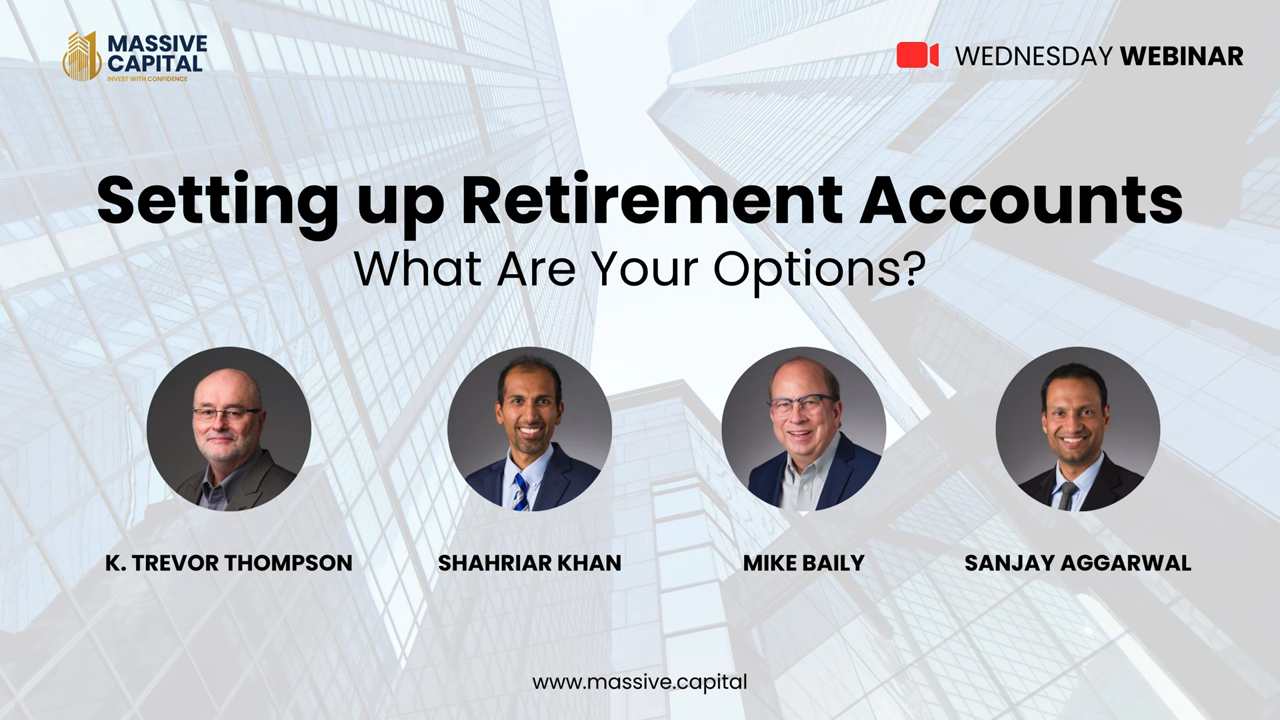 MASSIVE
CAPITAL
INVEST WITH CONFIDENCE
WEDNESDAY WEBINAR
Setting up Retirement Accounts
What Are Your Options?
K. TREVOR THOMPSON
SHAHRIAR KHAN
MIKE BAILY
SANJAY AGGARWAL
www.massive.capital